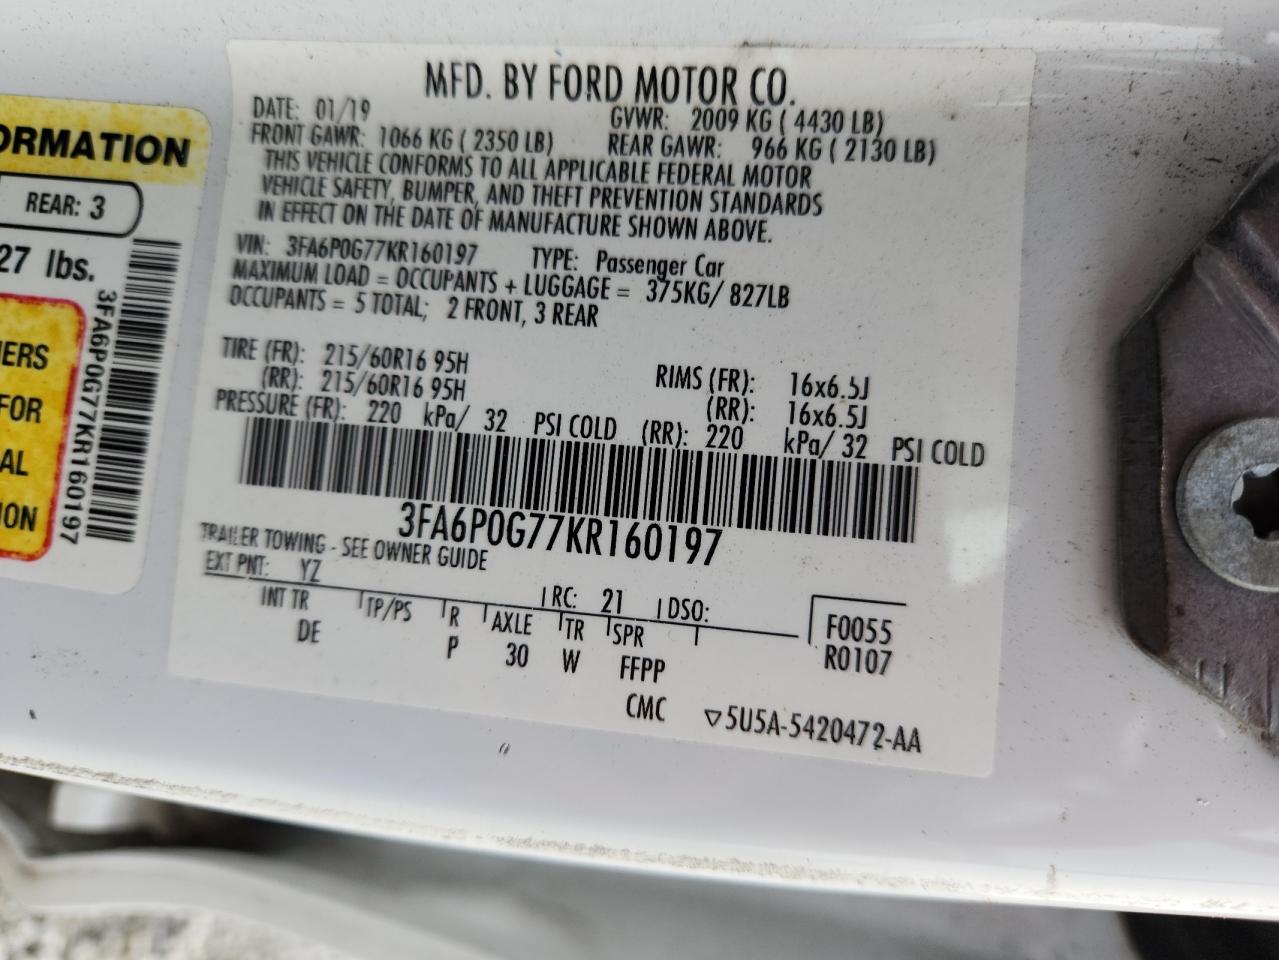 MFD. BY FORD MOTOR CO.
DATE: 01/19 GVWR: 2009 KG ( 4430 LB)
FRONT GAWR: 1066 KG ( 2350 LB) REAR GAWR: 966 KG ( 2130 LB)
THIS VEHICLE CONFORMS TO ALL APPLICABLE FEDERAL MOTOR
VEHICLE SAFETY, BUMPER, AND THEFT PREVENTION STANDARDS
IN EFFECT ON THE DATE OF MANUFACTURE SHOWN ABOVE.
VIN: 3FA6P0G77KR160197 TYPE: Passenger Car
MAXIMUM LOAD = OCCUPANTS + LUGGAGE = 375KG/ 827LB
OCCUPANTS = 5 TOTAL; 2 FRONT, 3 REAR
TIRE (FR): 215/60R16 95H RIMS (FR): 16x6.5J
(RR): 215/60R16 95H (RR): 16x6.5J
PRESSURE (FR): 220 kPa/ 32 PSI COLD (RR): 220 kPa/ 32 PSI COLD
3FA6P0G77KR160197
TRAILER TOWING - SEE OWNER GUIDE
EXT PNT: YZ RC: 21 DSO:
INT TR TP/PS R AXLE TR SPR F0055
DE P 30 W FFPP R0107
CMC ▽5U5A-5420472-AA
ORMATION
REAR: 3
27 lbs.
3FA6P0G77KR160197
ERS
FOR
AL
ION